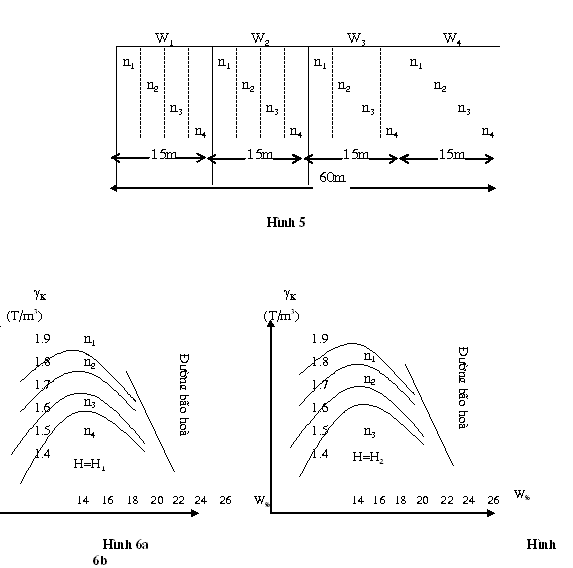 W1 W2 W3 W4
n1 n1 n1 n1
n2 n2 n2 n2
n3 n3 n3 n3
n4 n4 n4 n4
15m 15m 15m 15m
60m
Hình 5
γK
(T/m³)
1.9
1.8
1.7
1.6
1.5
1.4
n1
n2
n3
n4
H=H1
Đường bão hoà
14 16 18 20 22 24 26 W%
Hình 6a
6b
γK
(T/m³)
1.9
1.8
1.7
1.6
1.5
1.4
n1
n2
n3
H=H2
Đường bão hoà
14 16 18 20 22 24 26 W%
Hình